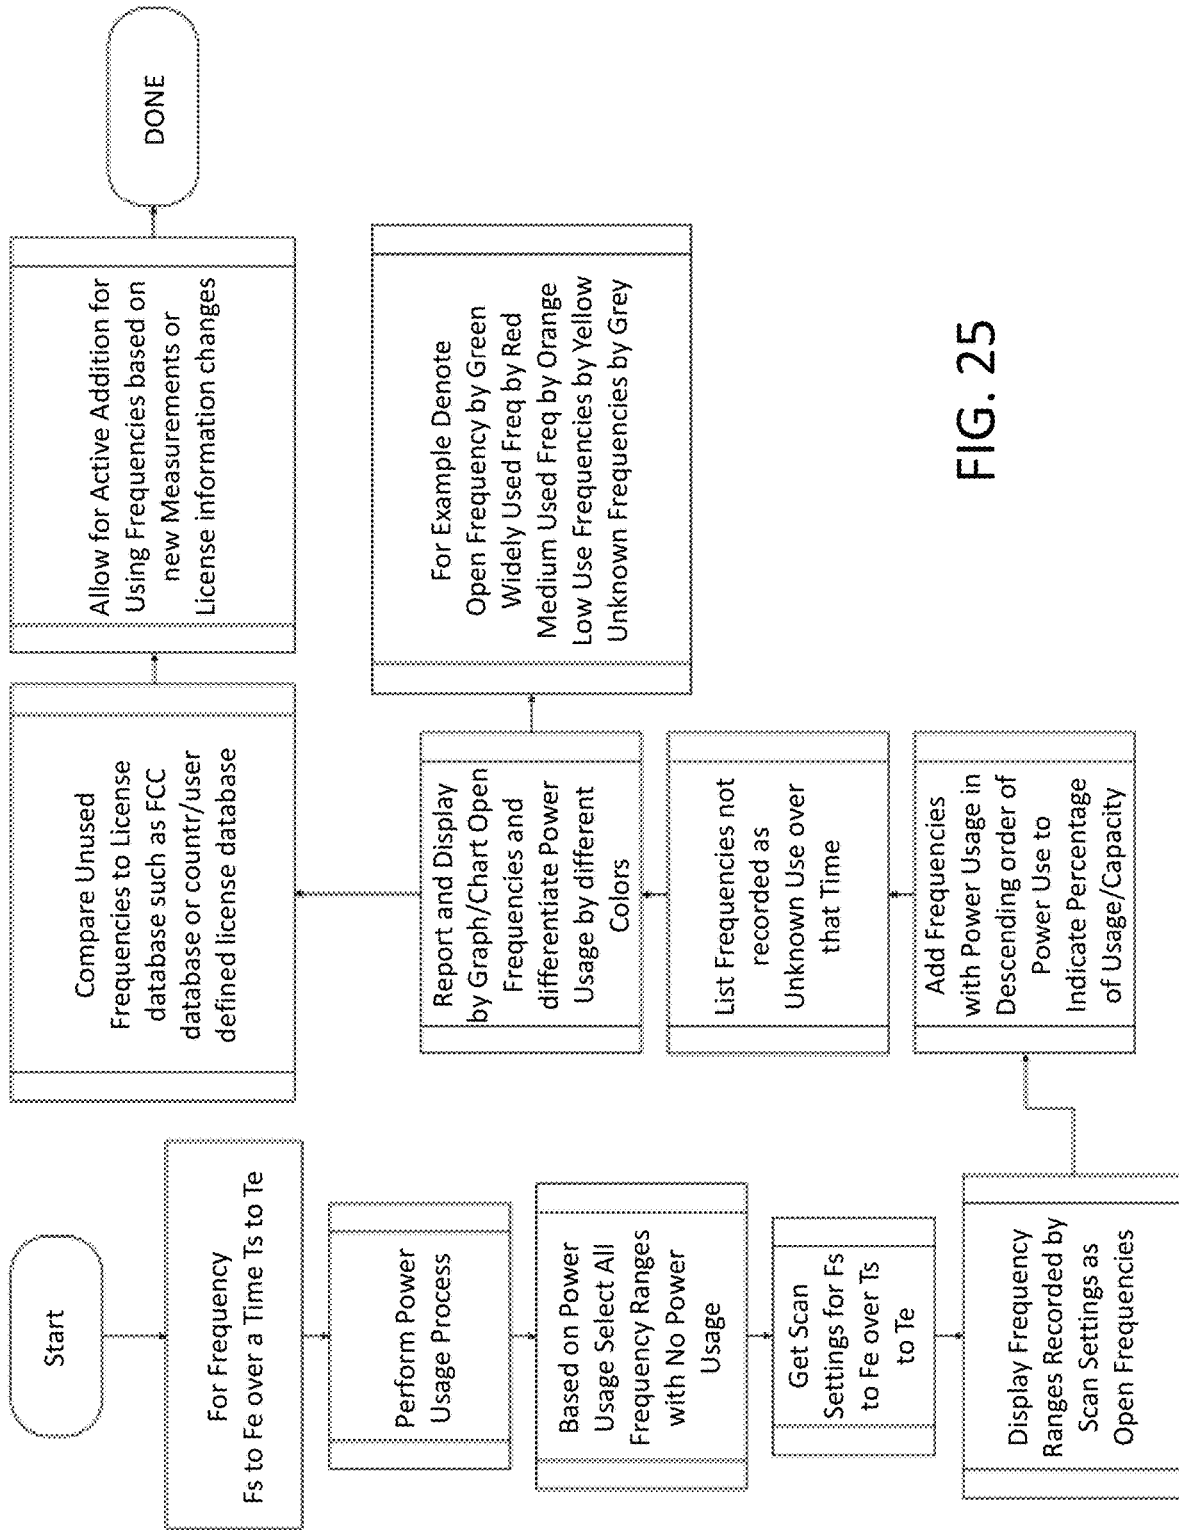 Start
For Frequency
Fs to Fe over a Time Ts to Te
Perform Power
Usage Process
Based on Power
Usage Select All
Frequency Ranges
with No Power
Usage
Get Scan
Settings for Fs
to Fe over Ts
to Te
Display Frequency
Ranges Recorded by
Scan Settings as
Open Frequencies
Add Frequencies
with Power Usage in
Descending order of
Power Use to
Indicate Percentage
of Usage/Capacity
List Frequencies not
recorded as
Unknown Use over
that Time
Report and Display
by Graph/Chart Open
Frequencies and
differentiate Power
Usage by different
Colors
For Example Denote
Open Frequency by Green
Widely Used Freq by Red
Medium Used Freq by Orange
Low Use Frequencies by Yellow
Unknown Frequencies by Grey
Compare Unused
Frequencies to License
database such as FCC
database or countr/user
defined license database
Allow for Active Addition for
Using Frequencies based on
new Measurements or
License information changes
DONE
FIG. 25